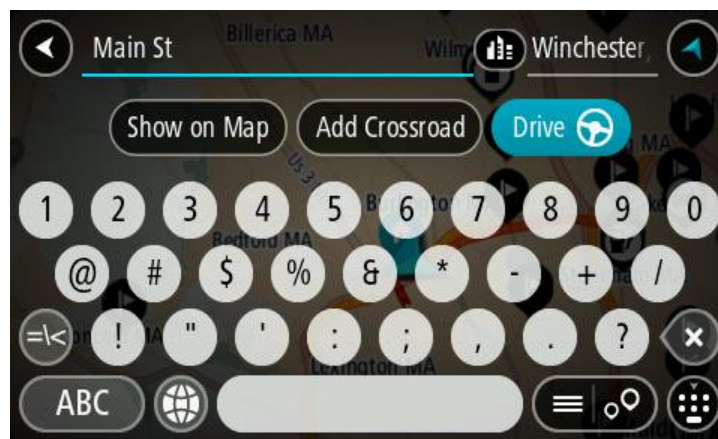 Main St
Winchester,
Billerica MA
Show on Map
Add Crossroad
Drive
1 2 3 4 5 6 7 8 9 0
Bedford MA
@ # $ % & * - + /
=\< ! " ' : ; , . ?
Lexington MA
ABC